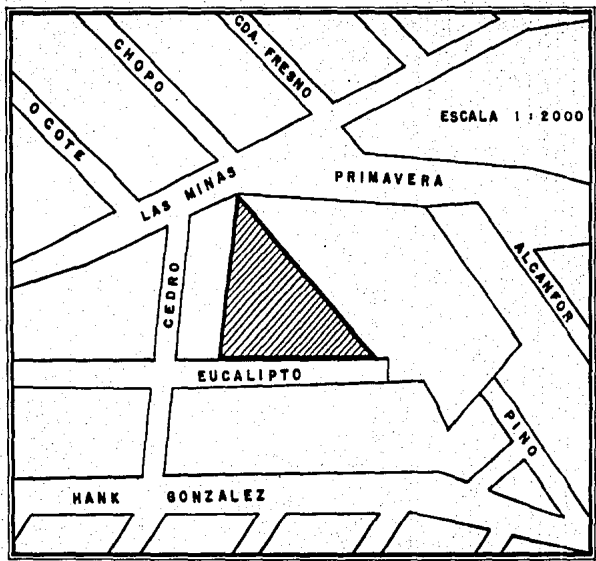 CDA. FRESNO
CHOPO
OCOTE
ESCALA 1:2000
LAS MINAS
PRIMAVERA
ALCANFOR
CEDRO
EUCALIPTO
PINO
HANK GONZALEZ